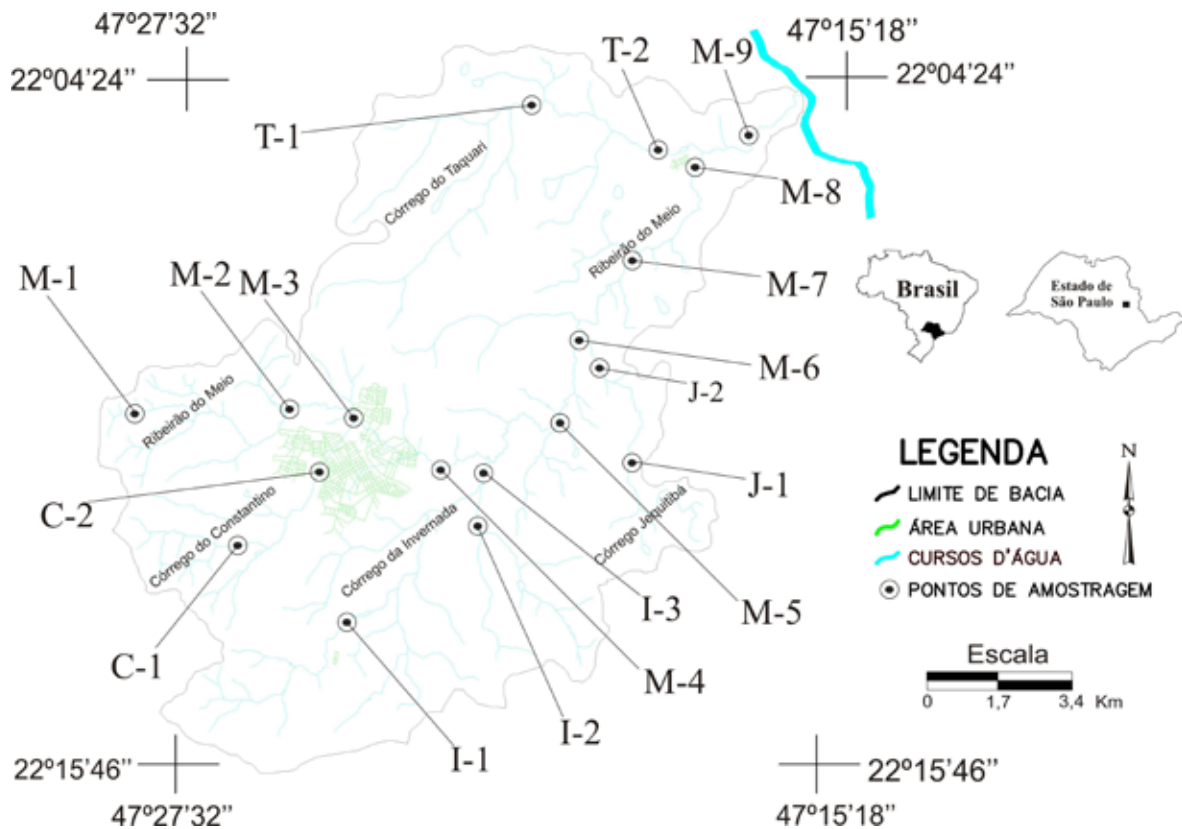 47º27'32’’
47º15'18’’
22º04'24’’
22º04'24’’
T-2
M-9
T-1
Córrego do Taquari
M-8
Ribeirão do Meio
M-7
M-1
M-2
M-3
Brasil
Estado de
São Paulo
M-6
J-2
Ribeirão do Meio
C-2
J-1
Córrego do Constantino
Córrego da Invernada
Córrego Jequitibá
LEGENDA
LIMITE DE BACIA
ÁREA URBANA
CURSOS D'ÁGUA
PONTOS DE AMOSTRAGEM
N
C-1
I-3
M-5
M-4
I-2
I-1
Escala
0 1,7 3,4 Km
22º15'46’’
22º15'46’’
47º27'32’’
47º15'18’’